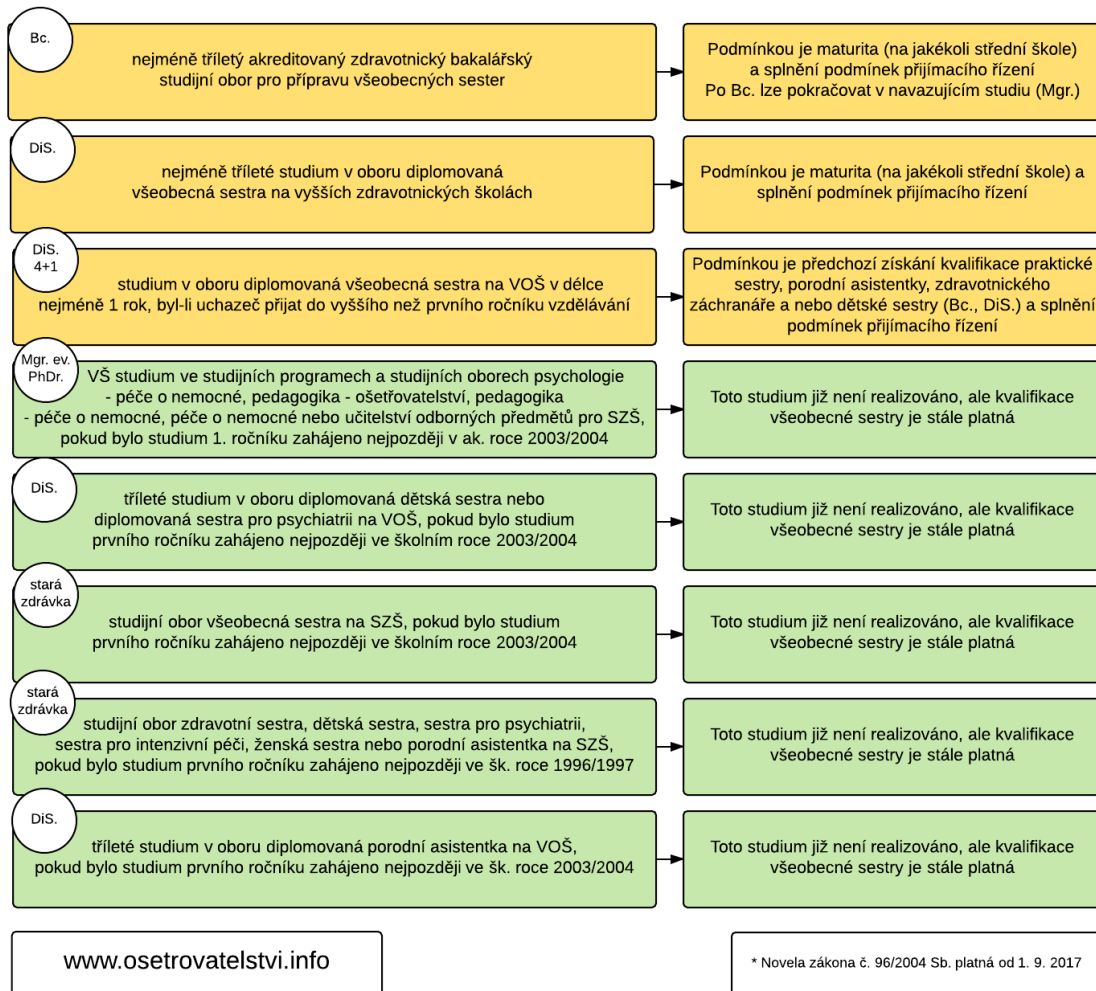 Bc.
nejméně tříletý akreditovaný zdravotnický bakalářský
studijní obor pro přípravu všeobecných sester
Podmínkou je maturita (na jakékoli střední škole)
a splnění podmínek přijímacího řízení
Po Bc. lze pokračovat v navazujícím studiu (Mgr.)
DiS.
nejméně tříleté studium v oboru diplomovaná
všeobecná sestra na vyšších zdravotnických školách
Podmínkou je maturita (na jakékoli střední škole) a
splnění podmínek přijímacího řízení
DiS.
4+1
studium v oboru diplomovaná všeobecná sestra na VOŠ v délce
nejméně 1 rok, byl-li uchazeč přijat do vyššího než prvního ročníku vzdělávání
Podmínkou je předchozí získání kvalifikace praktické
sestry, porodní asistentky, zdravotnického
záchranáře a nebo dětské sestry (Bc., DiS.) a splnění
podmínek přijímacího řízení
Mgr. ev.
PhDr.
VŠ studium ve studijních programech a studijních oborech psychologie
- péče o nemocné, pedagogika - ošetřovatelství, pedagogika
- péče o nemocné, péče o nemocné nebo učitelství odborných předmětů pro SZŠ,
pokud bylo studium 1. ročníku zahájeno nejpozději v ak. roce 2003/2004
Toto studium již není realizováno, ale kvalifikace
všeobecné sestry je stále platná
DiS.
tříleté studium v oboru diplomovaná dětská sestra nebo
diplomovaná sestra pro psychiatrii na VOŠ, pokud bylo studium
prvního ročníku zahájeno nejpozději ve školním roce 2003/2004
Toto studium již není realizováno, ale kvalifikace
všeobecné sestry je stále platná
stará
zdrávka
studijní obor všeobecná sestra na SZŠ, pokud bylo studium
prvního ročníku zahájeno nejpozději ve školním roce 2003/2004
Toto studium již není realizováno, ale kvalifikace
všeobecné sestry je stále platná
stará
zdrávka
studijní obor zdravotní sestra, dětská sestra, sestra pro psychiatrii,
sestra pro intenzivní péči, ženská sestra nebo porodní asistentka na SZŠ,
pokud bylo studium prvního ročníku zahájeno nejpozději ve šk. roce 1996/1997
Toto studium již není realizováno, ale kvalifikace
všeobecné sestry je stále platná
DiS.
tříleté studium v oboru diplomovaná porodní asistentka na VOŠ,
pokud bylo studium prvního ročníku zahájeno nejpozději ve šk. roce 2003/2004
Toto studium již není realizováno, ale kvalifikace
všeobecné sestry je stále platná
www.osetrovatelstvi.info
* Novela zákona č. 96/2004 Sb. platná od 1. 9. 2017